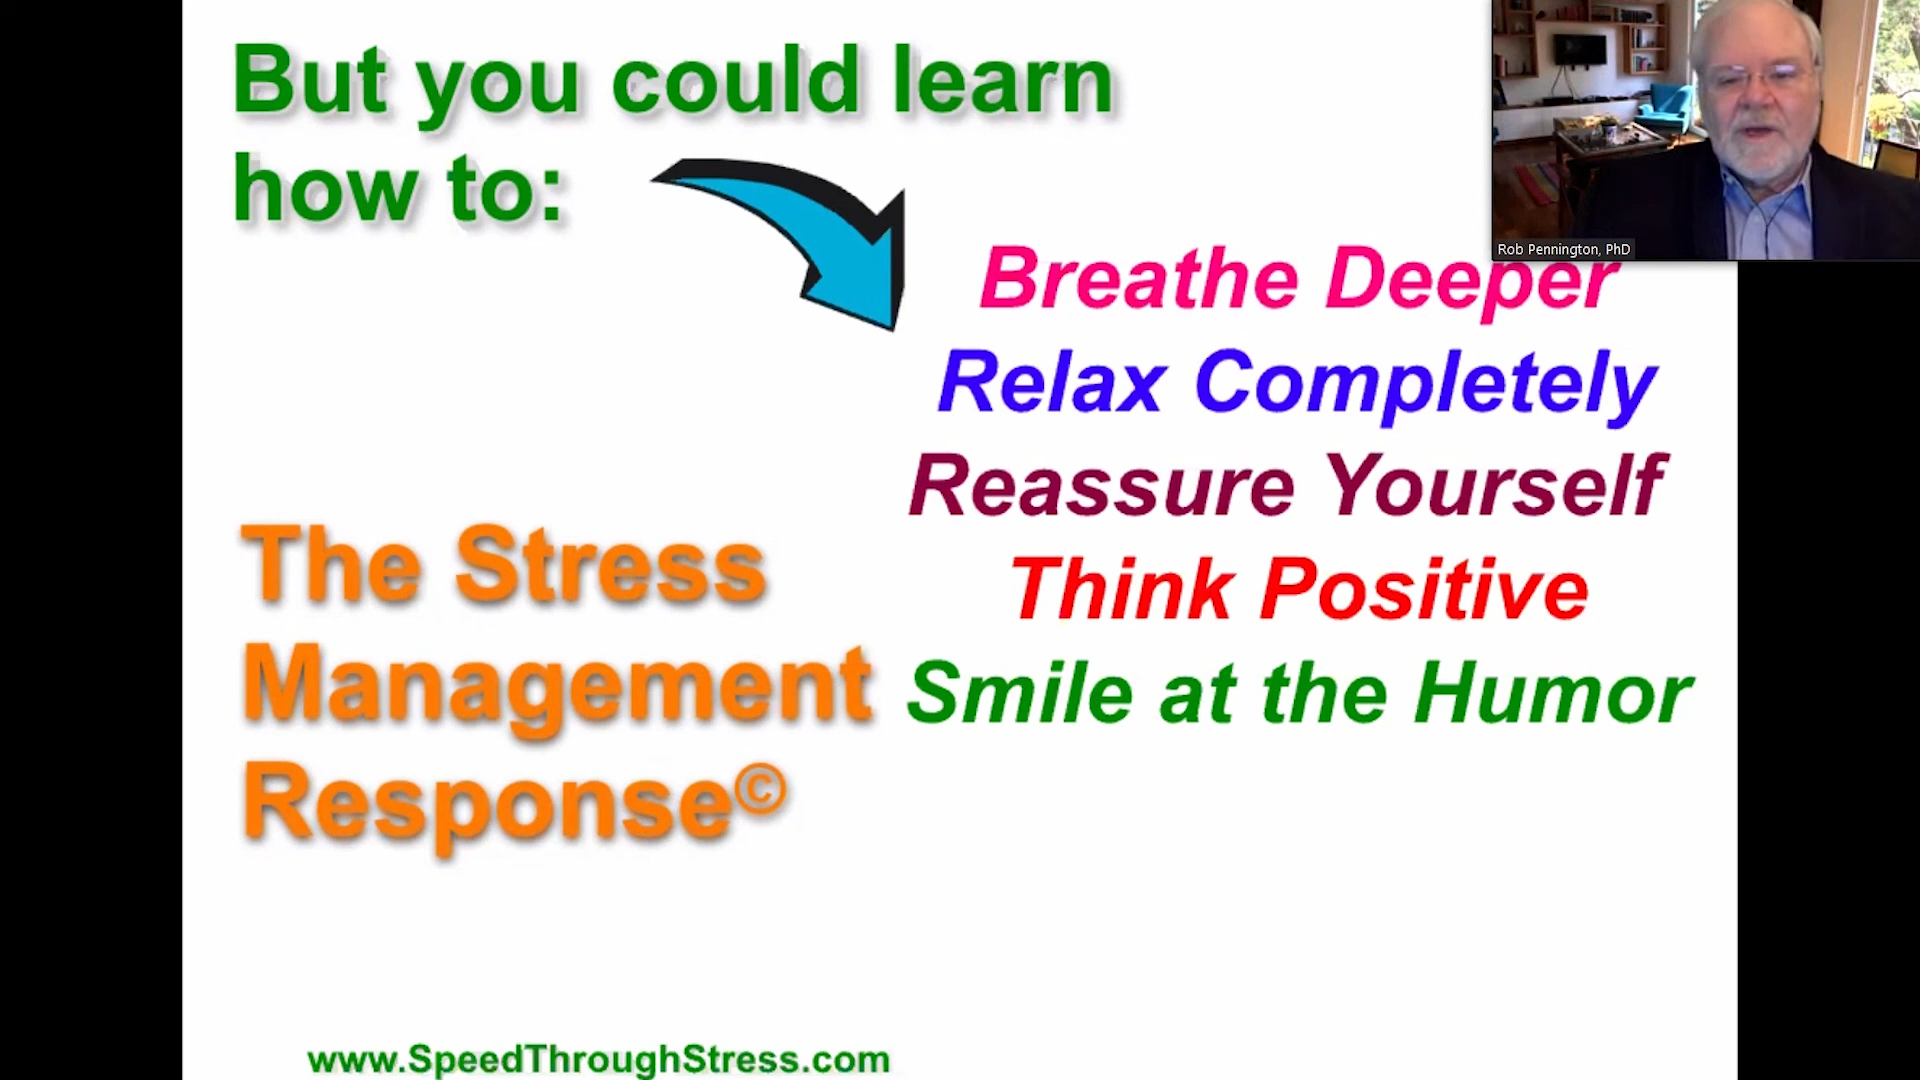 But you could learn
how to:
Rob Pennington, PhD
Breathe Deeper
Relax Completely
Reassure Yourself
Think Positive
Smile at the Humor
The Stress
Management
Response©
www.SpeedThroughStress.com